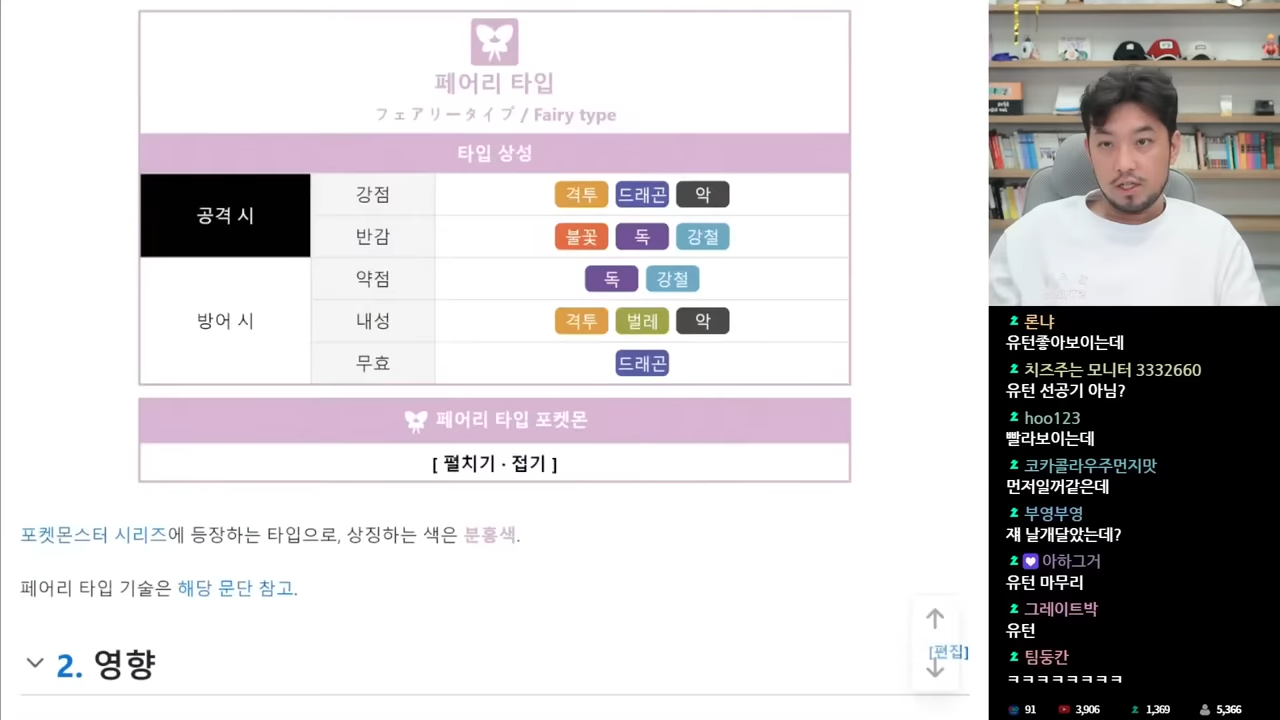 페어리 타입
フェアリータイプ / Fairy type
타입 상성
공격 시
강점
격투 드래곤 악
반감
불꽃 독 강철
방어 시
약점
독 강철
내성
격투 벌레 악
무효
드래곤
페어리 타입 포켓몬
[ 펼치기 · 접기 ]
포켓몬스터 시리즈에 등장하는 타입으로, 상징하는 색은 분홍색.
페어리 타입 기술은 해당 문단 참고.
2. 영향
[편집]
론냐
유턴좋아보이는데
치즈주는 모니터 3332660
유턴 선공기 아님?
hoo123
빨라보이는데
코카콜라우주먼지맛
먼저일꺼같은데
부영부영
쟤 날개달았는데?
아하그거
유턴 마무리
그레이트박
유턴
팀둥칸
ㅋㅋㅋㅋㅋㅋㅋㅋ
91 3,906 1,369 5,366